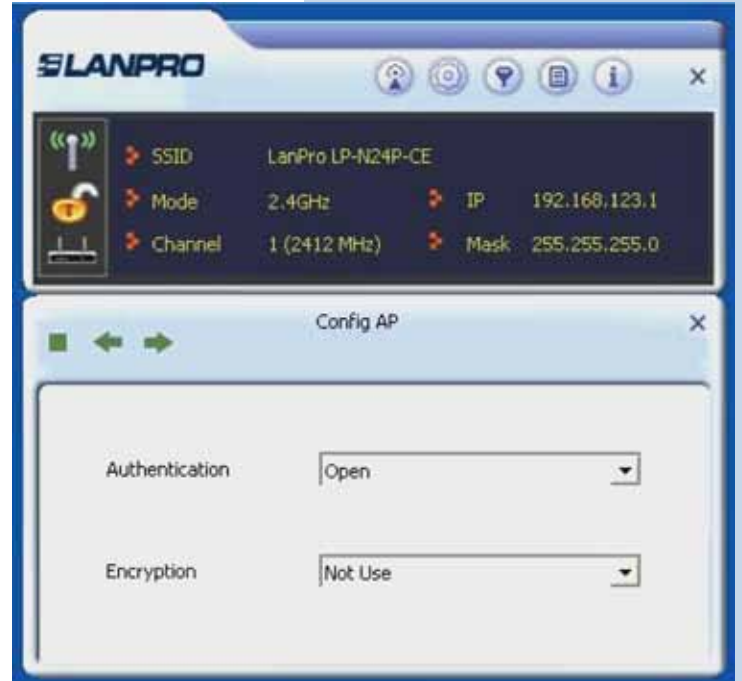 LANPRO
SSID LanPro LP-N24P-CE
Mode 2.4GHz IP 192.168.123.1
Channel 1 (2412 MHz) Mask 255.255.255.0
Config AP
Authentication Open
Encryption Not Use